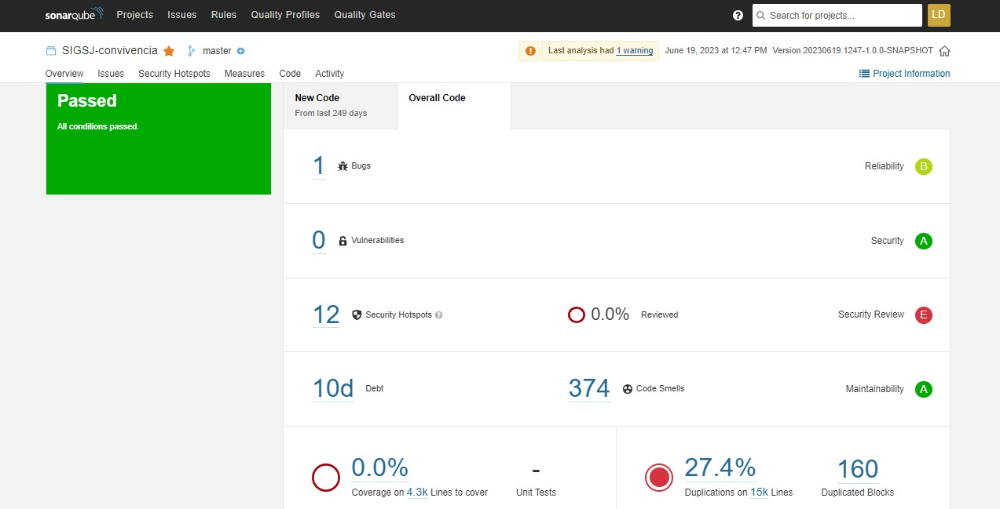 sonarqube Projects Issues Rules Quality Profiles Quality Gates ? Search for projects... LD
SIGSJ-convivencia master Last analysis had 1 warning June 19, 2023 at 12:47 PM Version 20230619.1247-1.0.0-SNAPSHOT
Overview Issues Security Hotspots Measures Code Activity Project Information
Passed
All conditions passed.
New Code
From last 249 days
Overall Code
1 Bugs Reliability B
0 Vulnerabilities Security A
12 Security Hotspots ? 0.0% Reviewed Security Review E
10d Debt 374 Code Smells Maintainability A
0.0%
Coverage on 4.3k Lines to cover
-
Unit Tests
27.4%
Duplications on 15k Lines
160
Duplicated Blocks